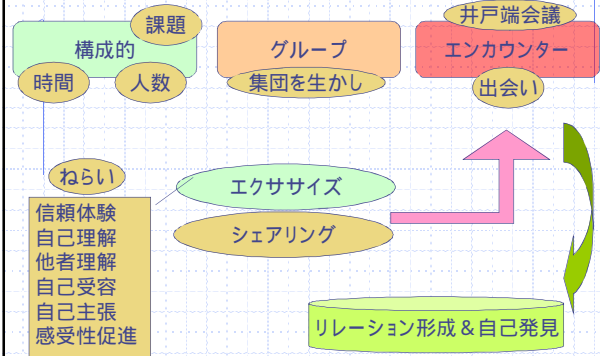 課題
井戸端会議
構成的
グループ
エンカウンター
時間
人数
集団を生かし
出会い
ねらい
エクササイズ
信頼体験
自己理解
シェアリング
他者理解
自己受容
自己主張
感受性促進
リレーション形成＆自己発見